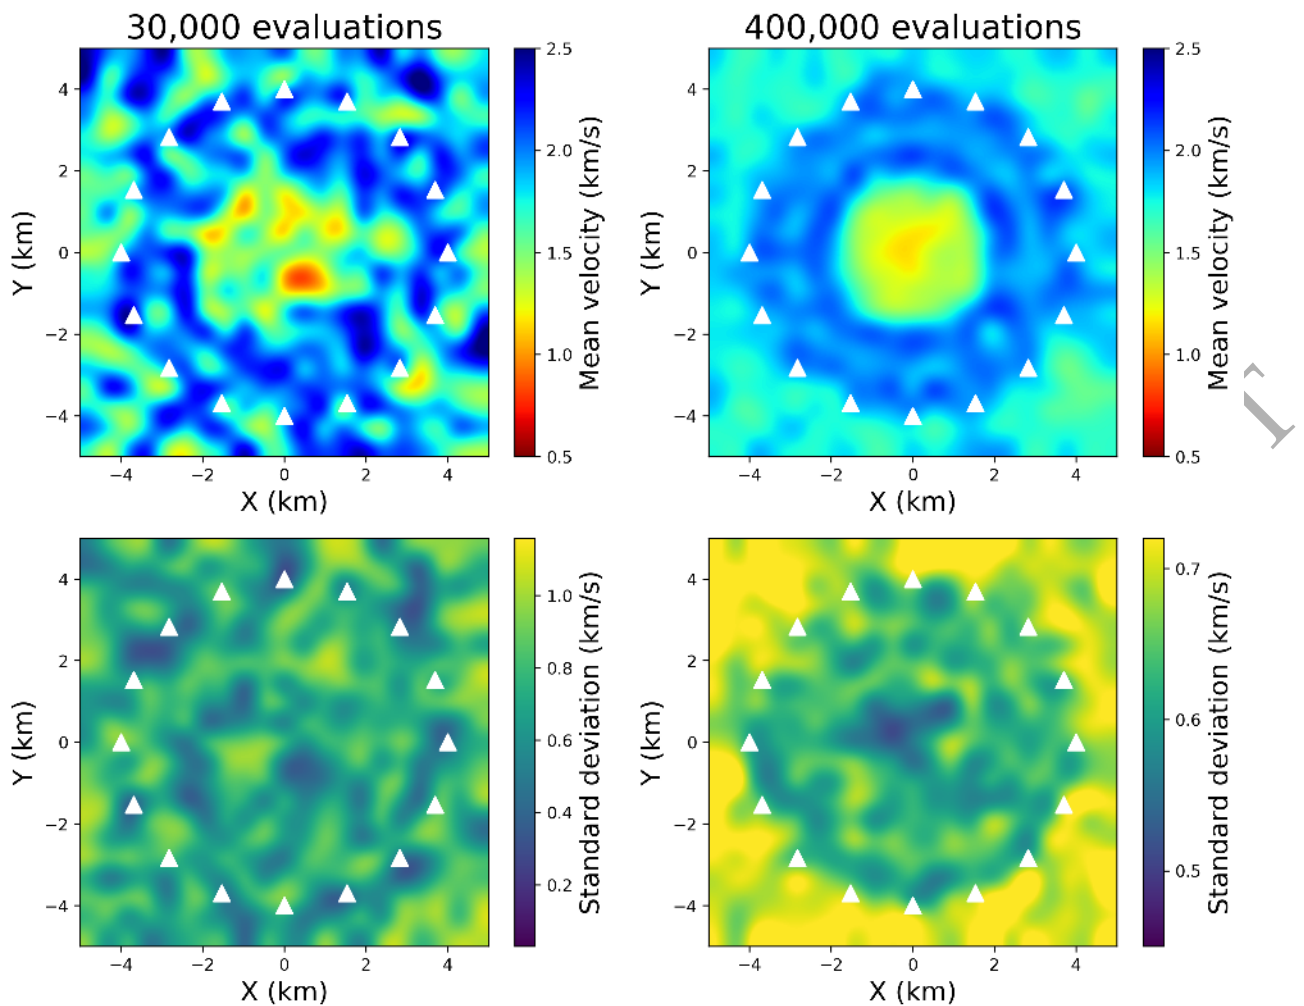 30,000 evaluations
400,000 evaluations
4
2
0
−2
−4
Y (km)
−4 −2 0 2 4
X (km)
2.5
2.0
1.5
1.0
0.5
Mean velocity (km/s)
4
2
0
−2
−4
Y (km)
−4 −2 0 2 4
X (km)
2.5
2.0
1.5
1.0
0.5
Mean velocity (km/s)
4
2
0
−2
−4
Y (km)
−4 −2 0 2 4
X (km)
1.0
0.8
0.6
0.4
0.2
Standard deviation (km/s)
4
2
0
−2
−4
Y (km)
−4 −2 0 2 4
X (km)
0.7
0.6
0.5
Standard deviation (km/s)